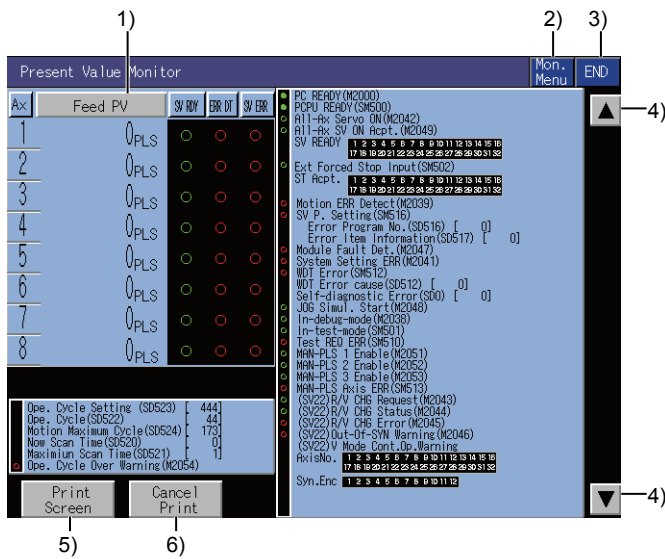 1)
2)
3)
Present Value Monitor
Mon. Menu
END
Ax
Feed PV
SV RDY
ERR DT
SV ERR
1 0PLS
2 0PLS
3 0PLS
4 0PLS
5 0PLS
6 0PLS
7 0PLS
8 0PLS
Ope. Cycle Setting (SD523) [ 444]
Ope. Cycle(SD522) [ 44]
Motion Maximum Cycle(SD524) [ 173]
Now Scan Time(SD520) [ 0]
Maximiun Scan Time(SD521) [ 1]
Ope. Cycle Over Warning(M2054)
Print Screen
Cancel Print
5)
6)
PC READY(M2000)
PCPU READY(SM500)
All-Ax Servo ON(M2042)
All-Ax SV ON Acpt.(M2049)
SV READY 1 2 3 4 5 6 7 8 9 10 11 12 13 14 15 16
17 18 19 20 21 22 23 24 25 26 27 28 29 30 31 32
Ext Forced Stop Input(SM502)
ST Acpt. 1 2 3 4 5 6 7 8 9 10 11 12 13 14 15 16
17 18 19 20 21 22 23 24 25 26 27 28 29 30 31 32
Motion ERR Detect(M2039)
SV P. Setting(SM516)
Error Program No.(SD516) [ 0]
Error Item Information(SD517) [ 0]
Module Fault Det.(M2047)
System Setting ERR(M2041)
WDT Error(SM512)
WDT Error cause(SD512) [ 0]
Self-diagnostic Error(SD0) [ 0]
JOG Simul. Start(M2048)
In-debug-mode(M2038)
In-test-mode(SM501)
Test REQ ERR(SM510)
MAN-PLS 1 Enable(M2051)
MAN-PLS 2 Enable(M2052)
MAN-PLS 3 Enable(M2053)
MAN-PLS Axis ERR(SM513)
(SV22)R/V CHG Request(M2043)
(SV22)R/V CHG Status(M2044)
(SV22)R/V CHG Error(M2045)
(SV22)Out-Of-SYN Warning(M2046)
(SV22)V Mode Cont.Op.Warning
AxisNo. 1 2 3 4 5 6 7 8 9 10 11 12 13 14 15 16
17 18 19 20 21 22 23 24 25 26 27 28 29 30 31 32
Syn.Enc 1 2 3 4 5 6 7 8 9 10 11 12
4)
4)